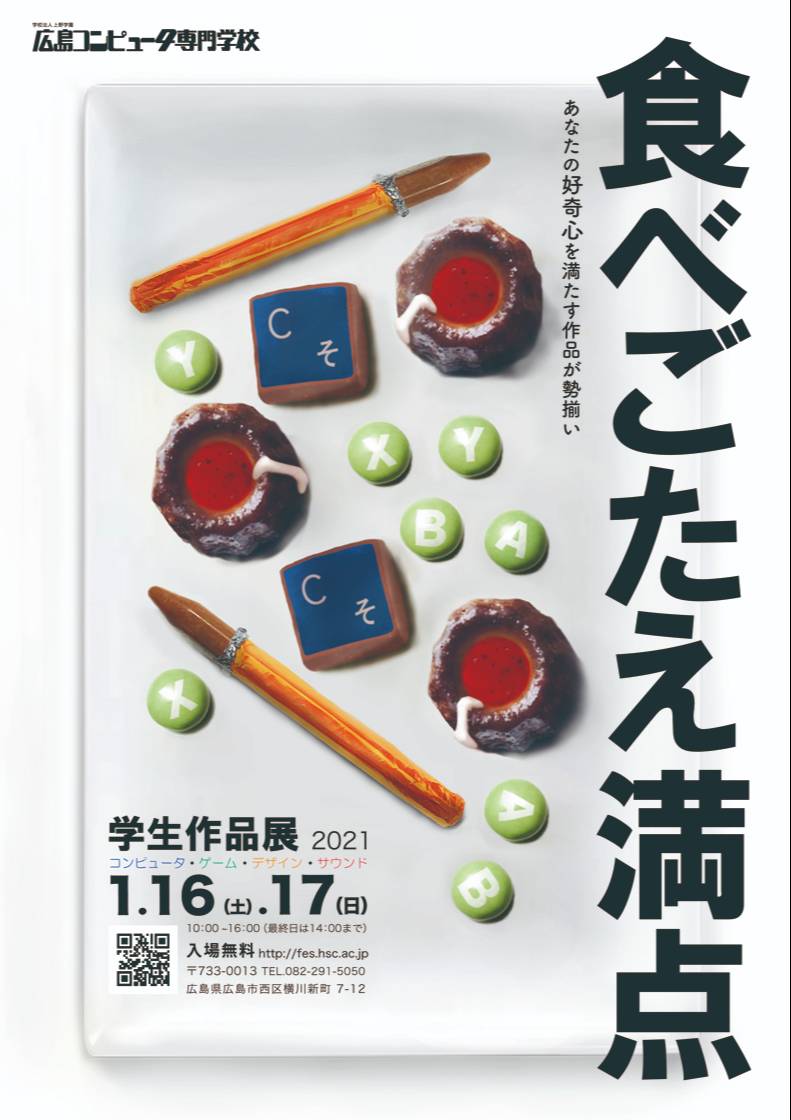 学校法人 上野学園
広島コンピュータ専門学校
食べごたえ満点
あなたの好奇心を満たす作品が勢揃い
C
そ
Y
X
Y
B
A
C
そ
X
A
B
学生作品展 2021
コンピュータ・ゲーム・デザイン・サウンド
1.16(土).17(日)
10:00-16:00(最終日は14:00まで)
入場無料 http://fes.hsc.ac.jp
〒733-0013 TEL.082-291-5050
広島県広島市西区横川新町 7-12